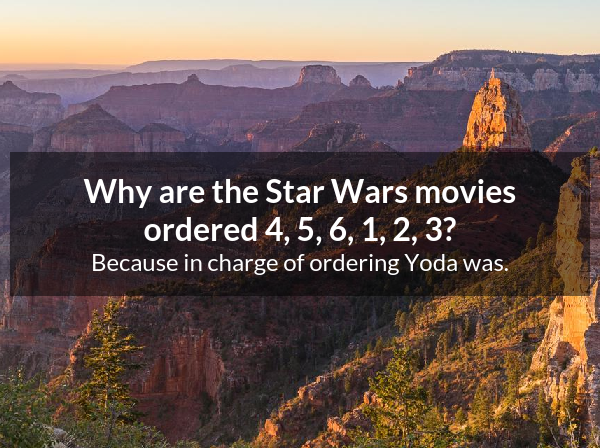 Why are the Star Wars movies
ordered 4, 5, 6, 1, 2, 3?
Because in charge of ordering Yoda was.